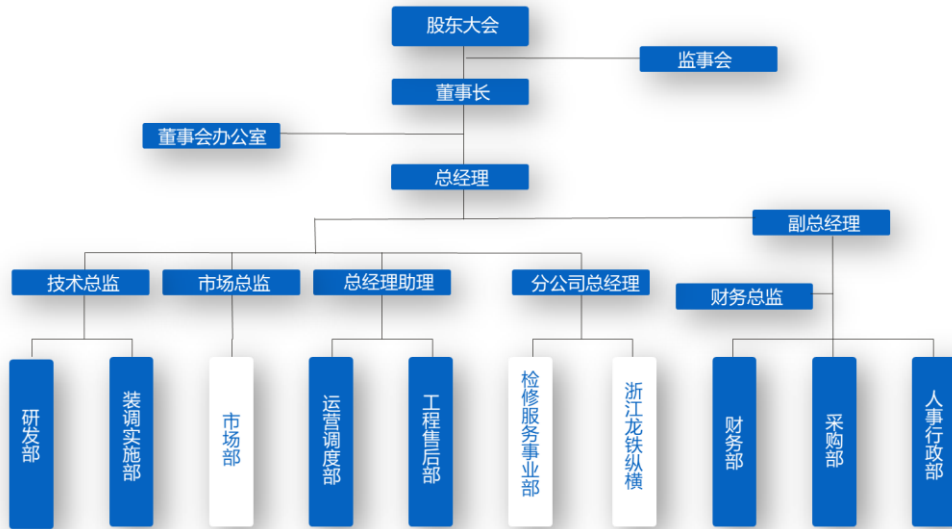 股东大会
监事会
董事长
董事会办公室
总经理
副总经理
技术总监
市场总监
总经理助理
分公司总经理
财务总监
研发部
装调实施部
市场部
运营调度部
工程售后部
检修服务事业部
浙江龙铁纵横
财务部
采购部
人事行政部